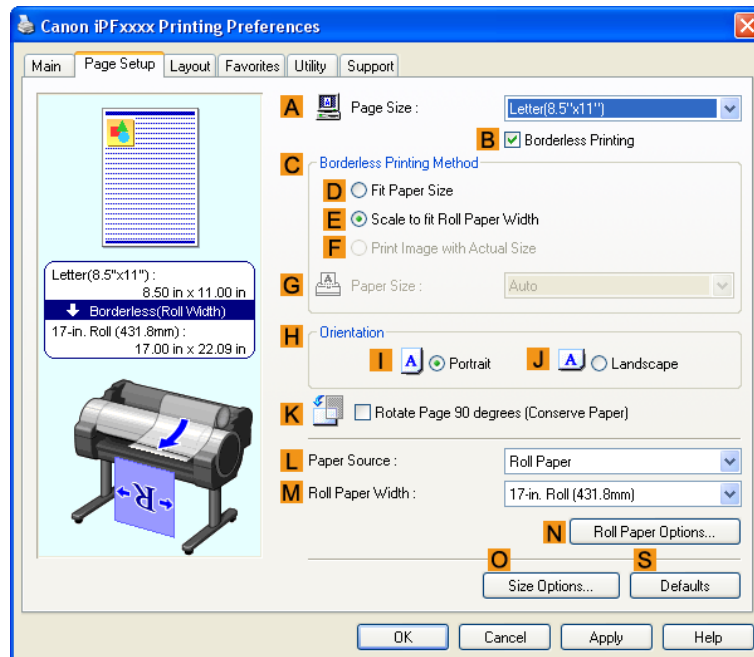 Canon iPFxxxx Printing Preferences
Main Page Setup Layout Favorites Utility Support
A Page Size : Letter(8.5"x11")
B Borderless Printing
C Borderless Printing Method
D Fit Paper Size
E Scale to fit Roll Paper Width
F Print Image with Actual Size
G Paper Size : Auto
H Orientation
I A Portrait J A Landscape
K Rotate Page 90 degrees (Conserve Paper)
L Paper Source : Roll Paper
M Roll Paper Width : 17-in. Roll (431.8mm)
N Roll Paper Options...
O S
Size Options... Defaults
Letter(8.5"x11") :
8.50 in x 11.00 in
Borderless(Roll Width)
17-in. Roll (431.8mm) :
17.00 in x 22.09 in
R
OK Cancel Apply Help